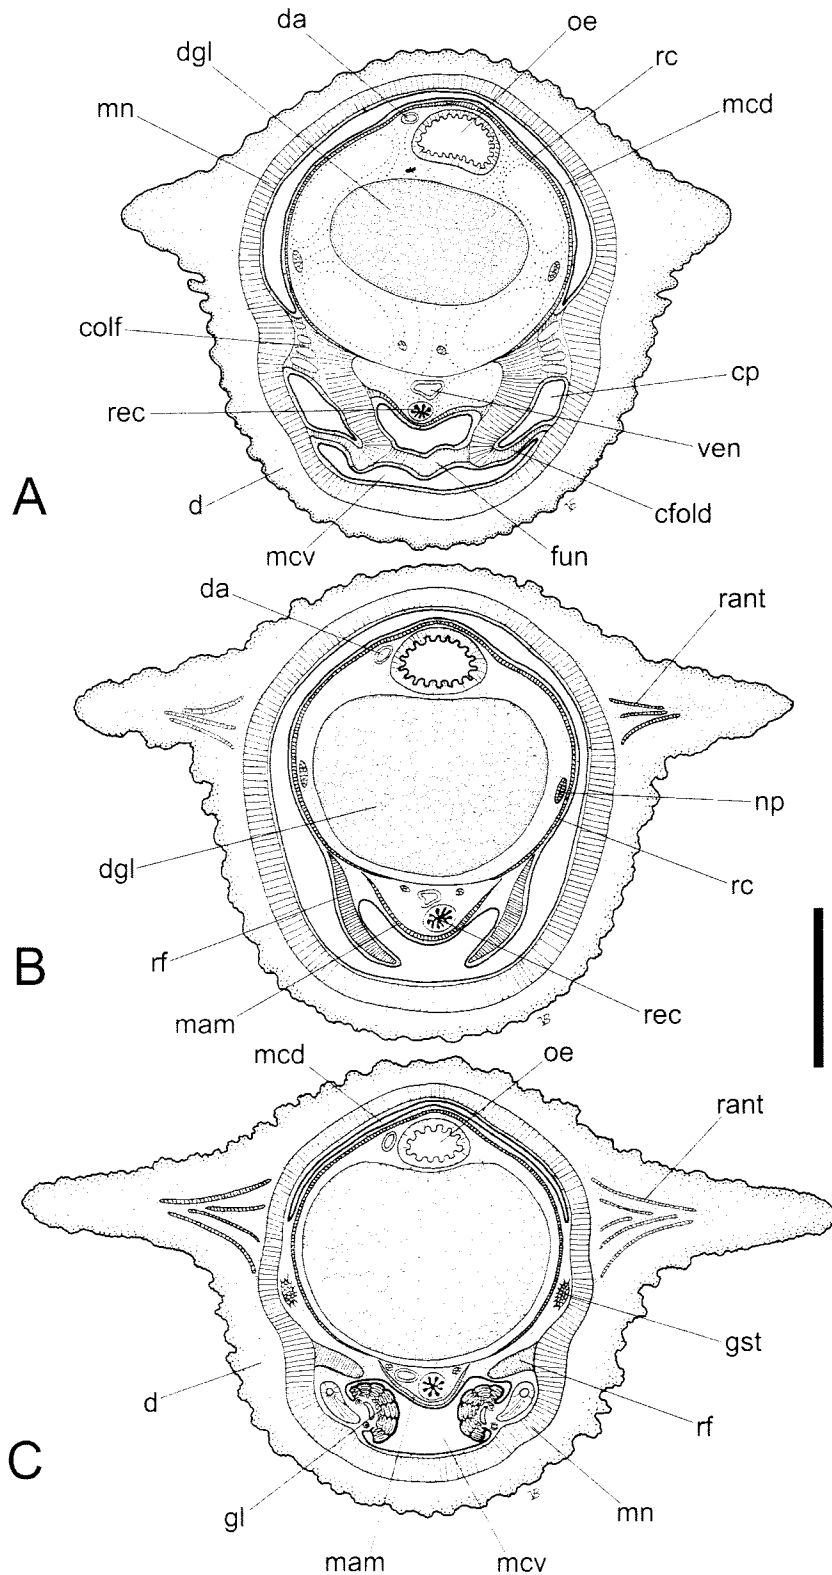 da
oe
dgl
rc
mn
mcd
colf
cp
rec
ven
A
d
cfold
mcv
fun
da
rant
np
dgl
rc
B
rf
mam
rec
mcd
oe
rant
gst
d
rf
C
gl
mn
mam
mcv